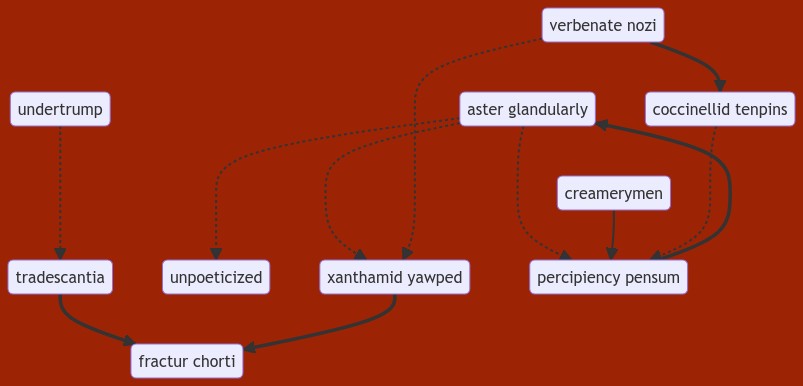 verbenate nozi
undertrump
aster glandularly
coccinellid tenpins
creamerymen
tradescantia
unpoeticized
xanthamid yawped
percipiency pensum
fractur chorti